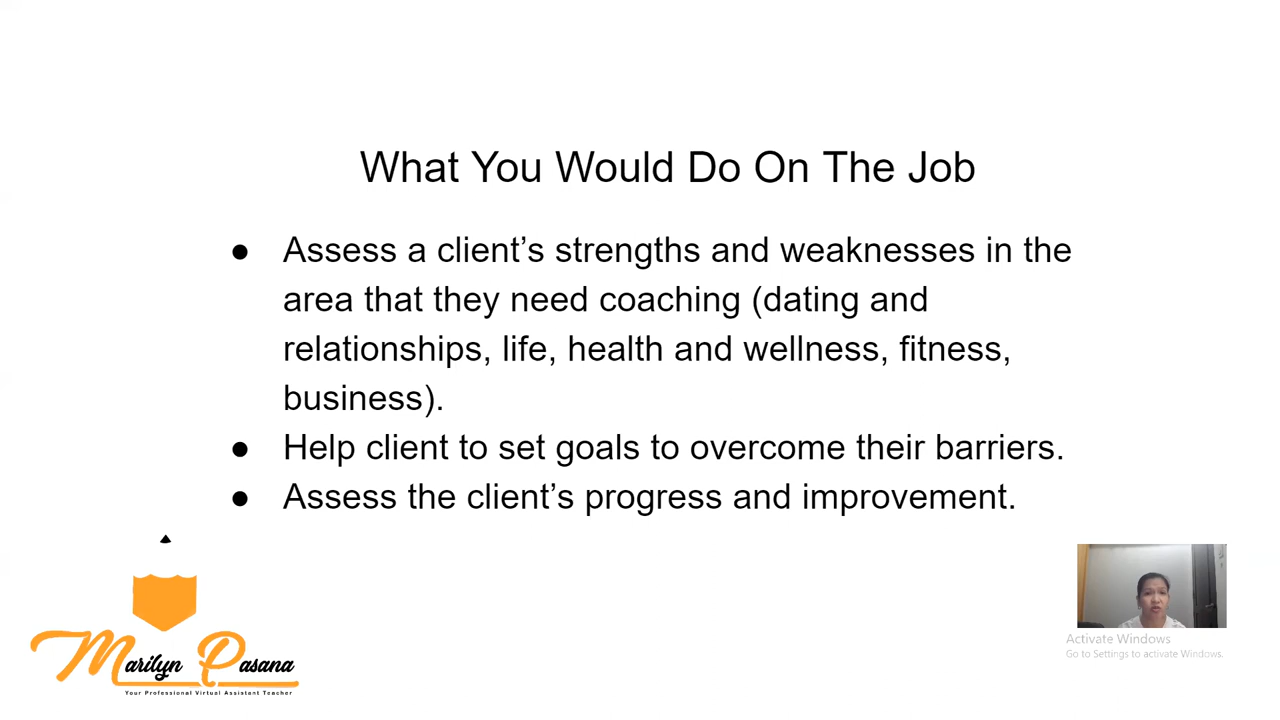 What You Would Do On The Job
● Assess a client’s strengths and weaknesses in the
area that they need coaching (dating and
relationships, life, health and wellness, fitness,
business).
● Help client to set goals to overcome their barriers.
● Assess the client’s progress and improvement.
Marilyn Pasana
Your Professional Virtual Assistant Teacher
Activate Windows
Go to Settings to activate Windows.